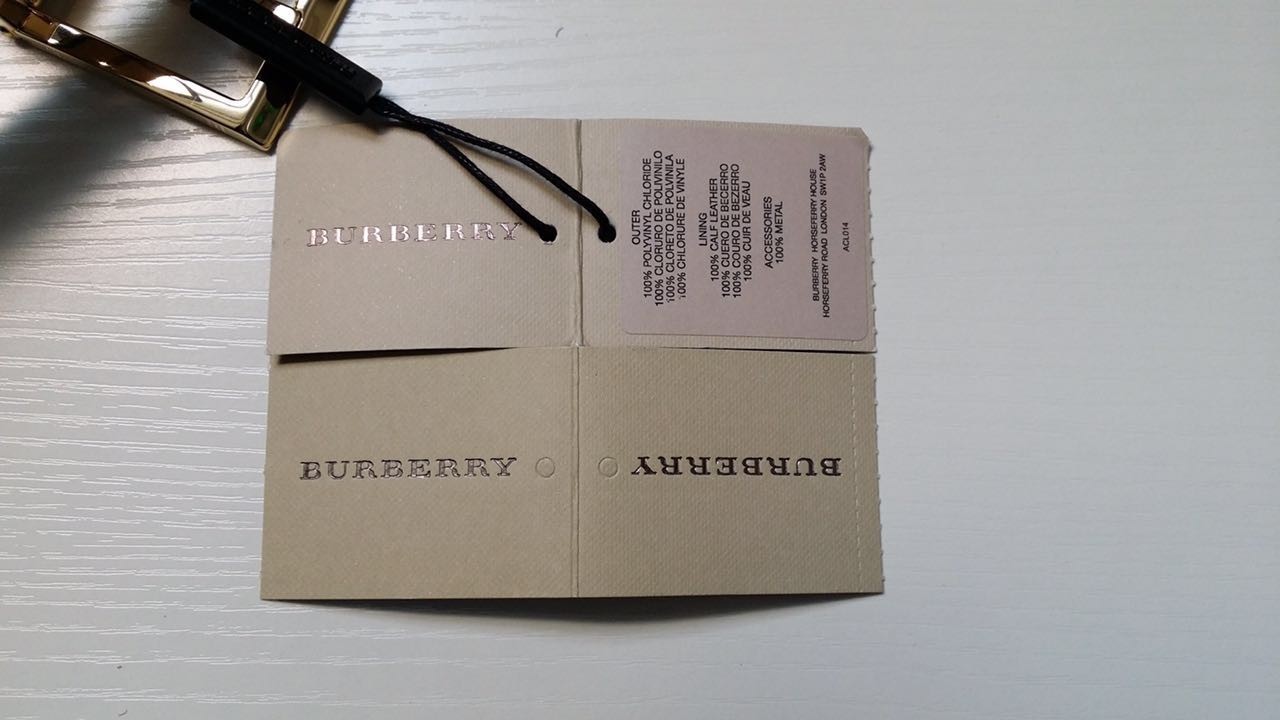 BURBERRY
OUTER
100% POLYVINYL CHLORIDE
100% CLORURO DE POLIVINILO
100% CLORETO DE POLIVINILA
100% CHLORURE DE VINYLE
LINING
100% CALF LEATHER
100% CUERO DE BECERRO
100% COURO DE BEZERRO
100% CUIR DE VEAU
ACCESSORIES
100% METAL
BURBERRY HORSEFERRY HOUSE
HORSEFERRY ROAD LONDON SW1P 2AW
ACL014
BURBERRY
BURBERRY